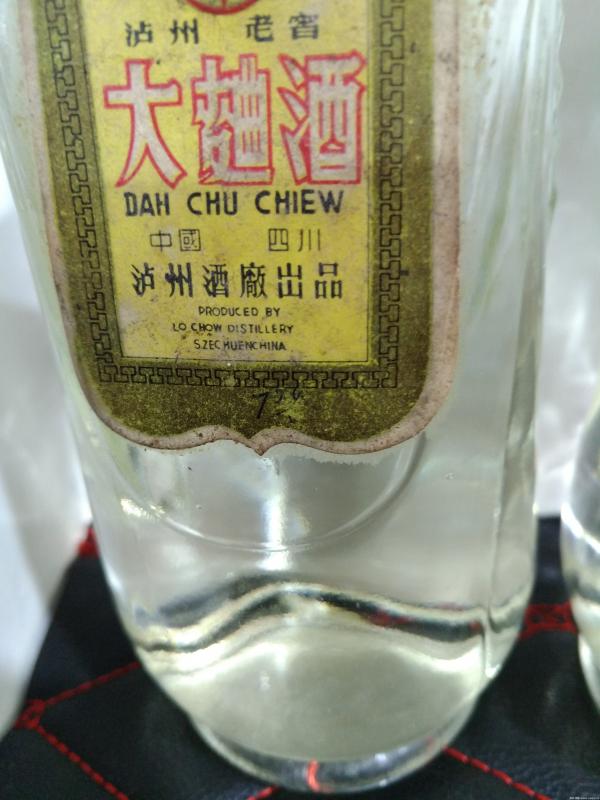 泸州 老窖
大麯酒
DAH CHU CHIEW
中國 四川
泸州酒廠出品
PRODUCED BY
LO CHOW DISTILLERY
SZECHUENCHINA